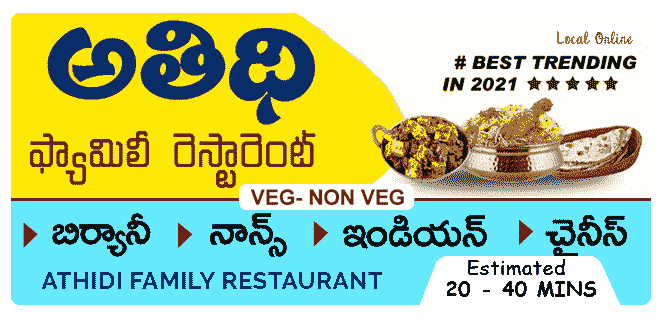 అతిథి
Local Online
# BEST TRENDING
IN 2021 ★★★★★
ఫ్యామిలీ రెస్టారెంట్
VEG- NON VEG
బిర్యానీ నాన్స్ ఇండియన్ చైనీస్
ATHIDI FAMILY RESTAURANT
Estimated
20 - 40 MINS